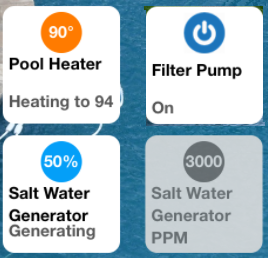 90°
Pool Heater
Heating to 94
Filter Pump
On
50%
Salt Water
Generator
Generating
3000
Salt Water
Generator
PPM